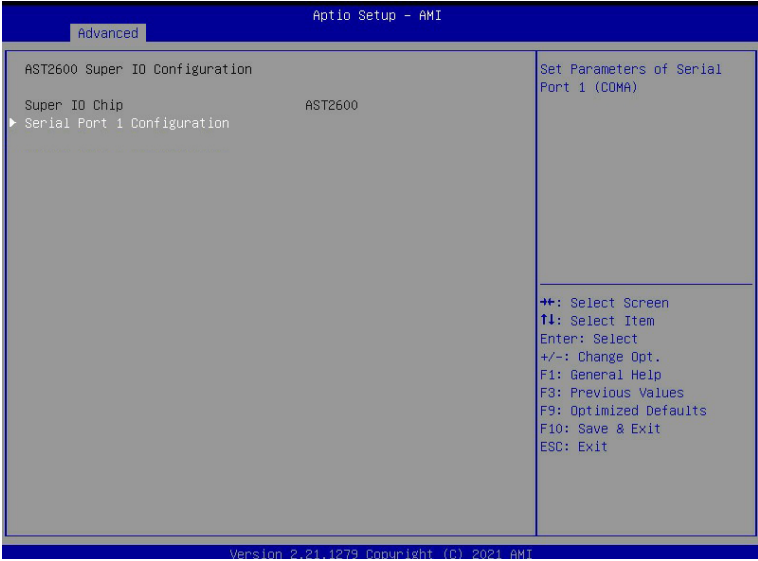 Aptio Setup – AMI
Advanced
AST2600 Super IO Configuration
Super IO Chip AST2600
▶ Serial Port 1 Configuration
Set Parameters of Serial
Port 1 (COMA)
→←: Select Screen
↑↓: Select Item
Enter: Select
+/-: Change Opt.
F1: General Help
F3: Previous Values
F9: Optimized Defaults
F10: Save & Exit
ESC: Exit
Version 2.21.1279 Copyright (C) 2021 AMI